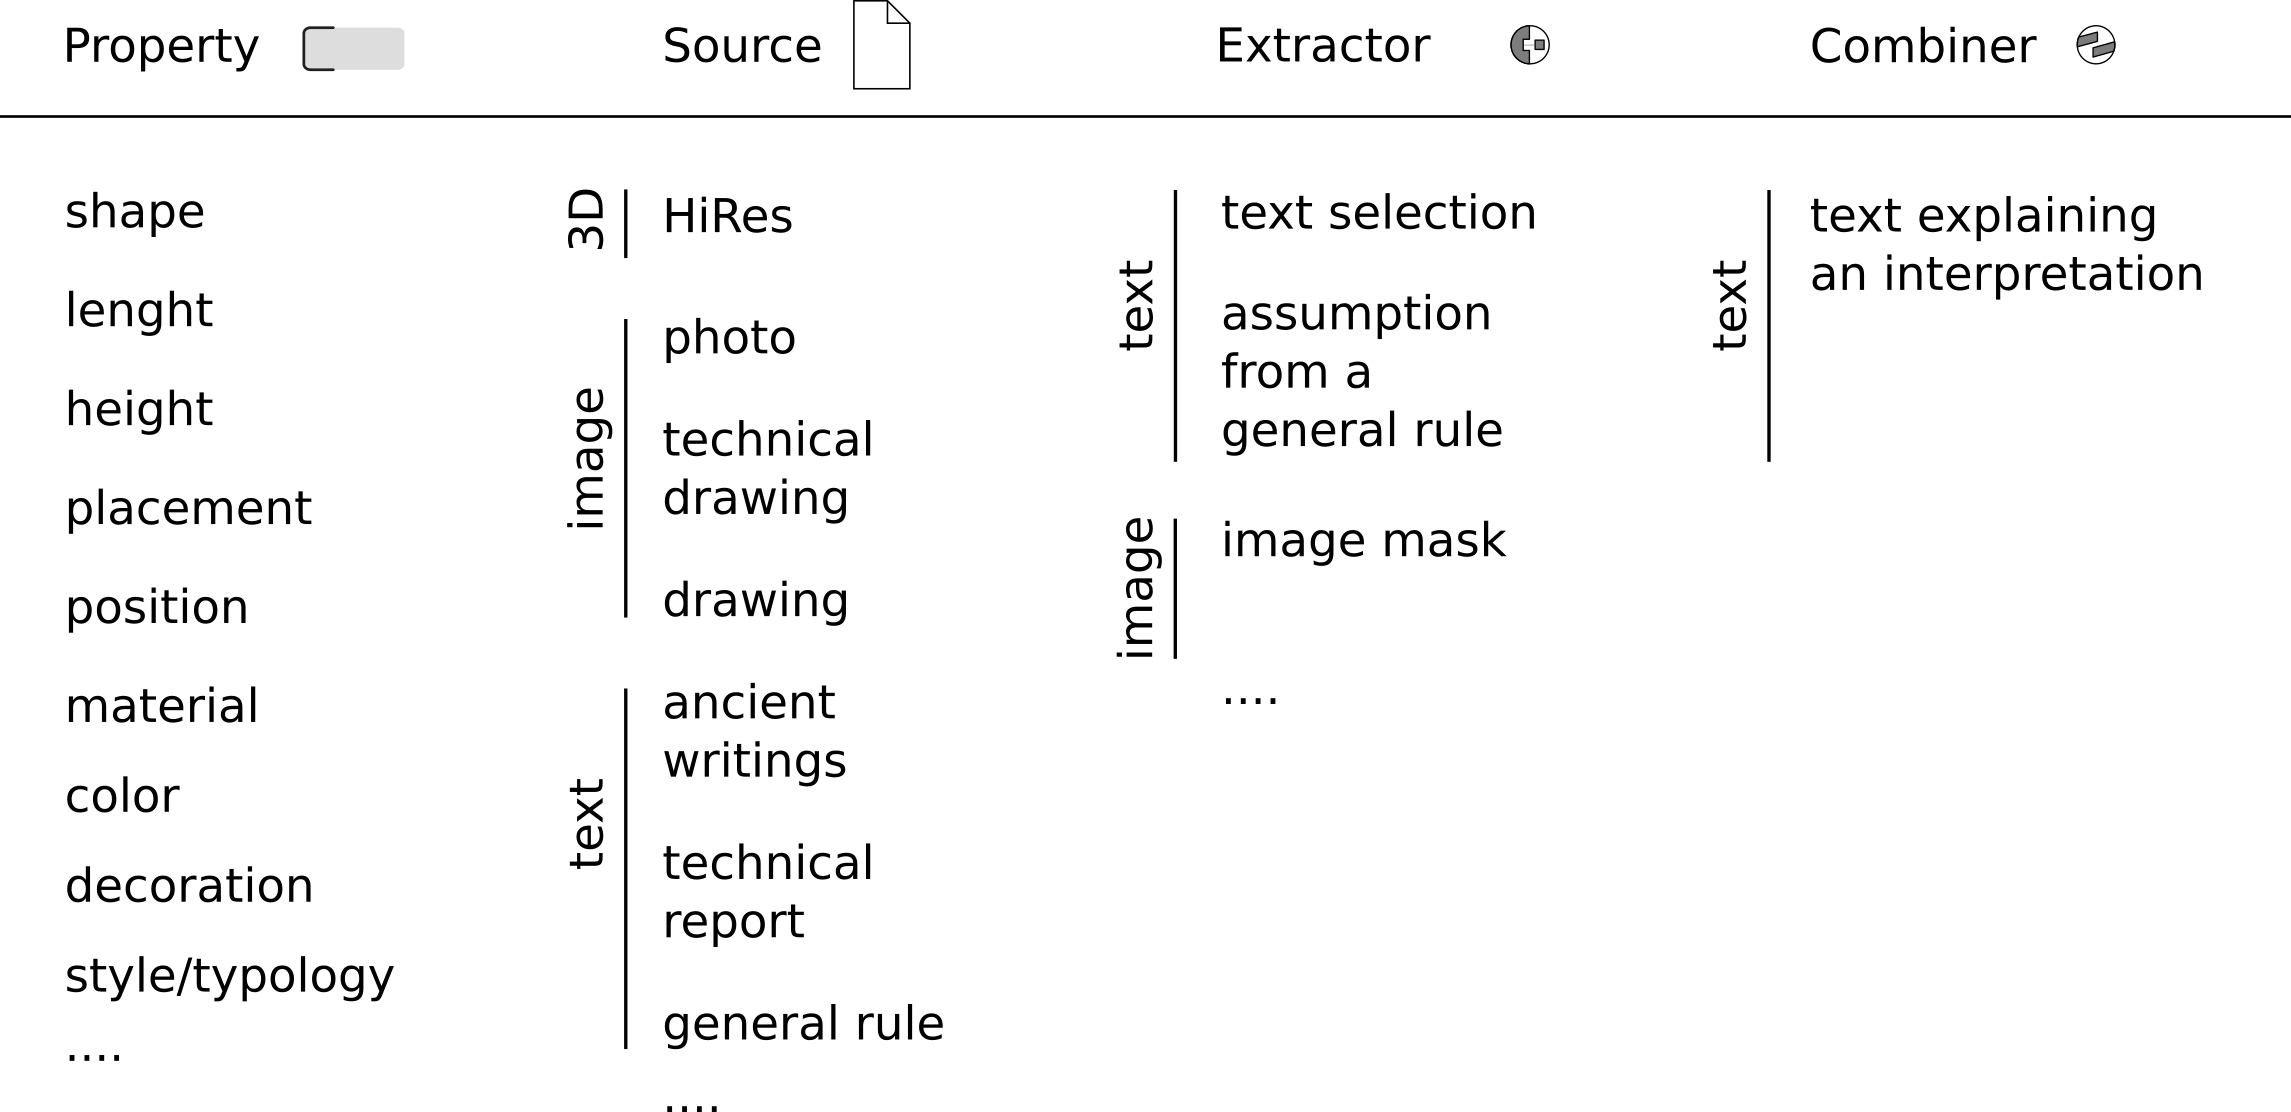 Property
Source
Extractor
Combiner
shape
lenght
height
placement
position
material
color
decoration
style/typology
....
3D
HiRes
image
photo
technical
drawing
drawing
text
ancient
writings
technical
report
general rule
....
text
text selection
assumption
from a
general rule
image
image mask
....
text
text explaining
an interpretation